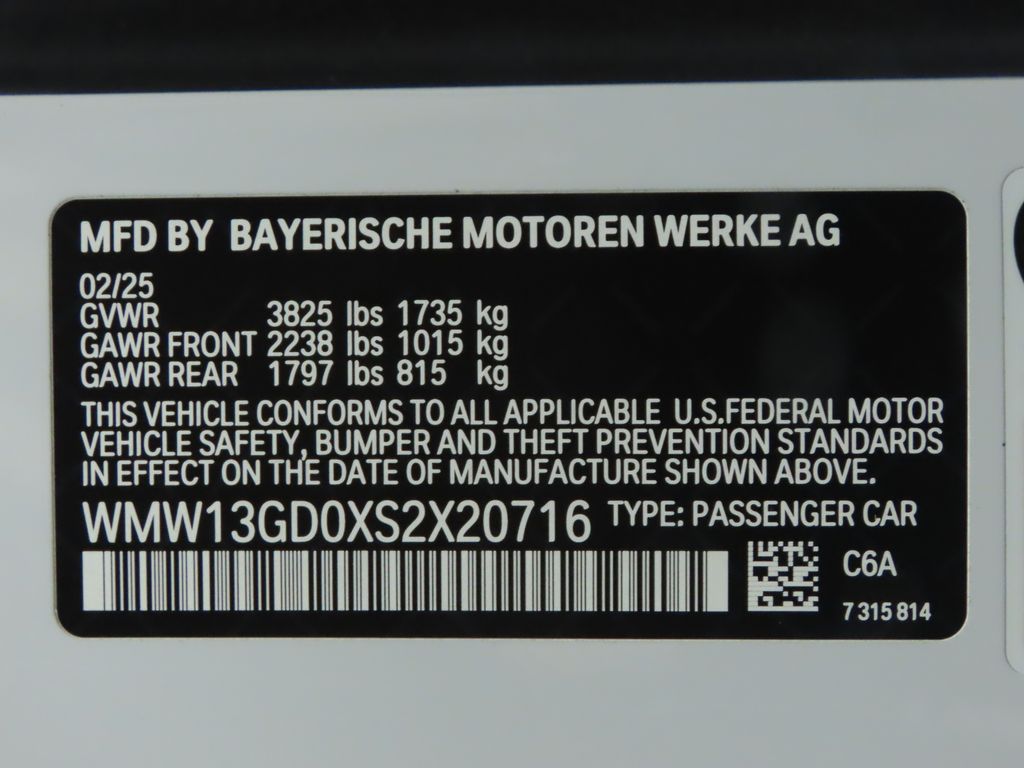 MFD BY BAYERISCHE MOTOREN WERKE AG
02/25
GVWR 3825 lbs 1735 kg
GAWR FRONT 2238 lbs 1015 kg
GAWR REAR 1797 lbs 815 kg
THIS VEHICLE CONFORMS TO ALL APPLICABLE U.S.FEDERAL MOTOR
VEHICLE SAFETY, BUMPER AND THEFT PREVENTION STANDARDS
IN EFFECT ON THE DATE OF MANUFACTURE SHOWN ABOVE.
WMW13GD0XS2X20716 TYPE: PASSENGER CAR
C6A
7 315 814